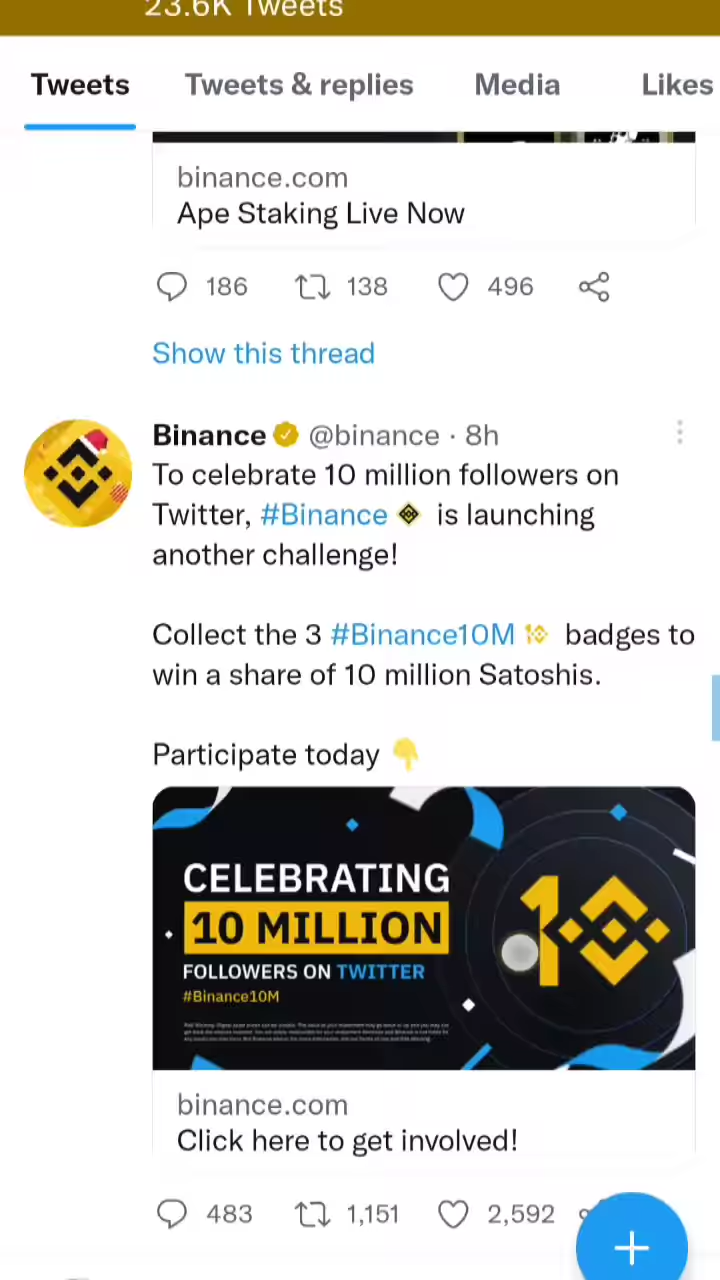 23.6K Tweets
Tweets Tweets & replies Media Likes
binance.com
Ape Staking Live Now
186 138 496
Show this thread
Binance @binance · 8h
To celebrate 10 million followers on
Twitter, #Binance is launching
another challenge!
Collect the 3 #Binance10M badges to
win a share of 10 million Satoshis.
Participate today
CELEBRATING
10 MILLION
FOLLOWERS ON TWITTER
#Binance10M
10
binance.com
Click here to get involved!
483 1,151 2,592